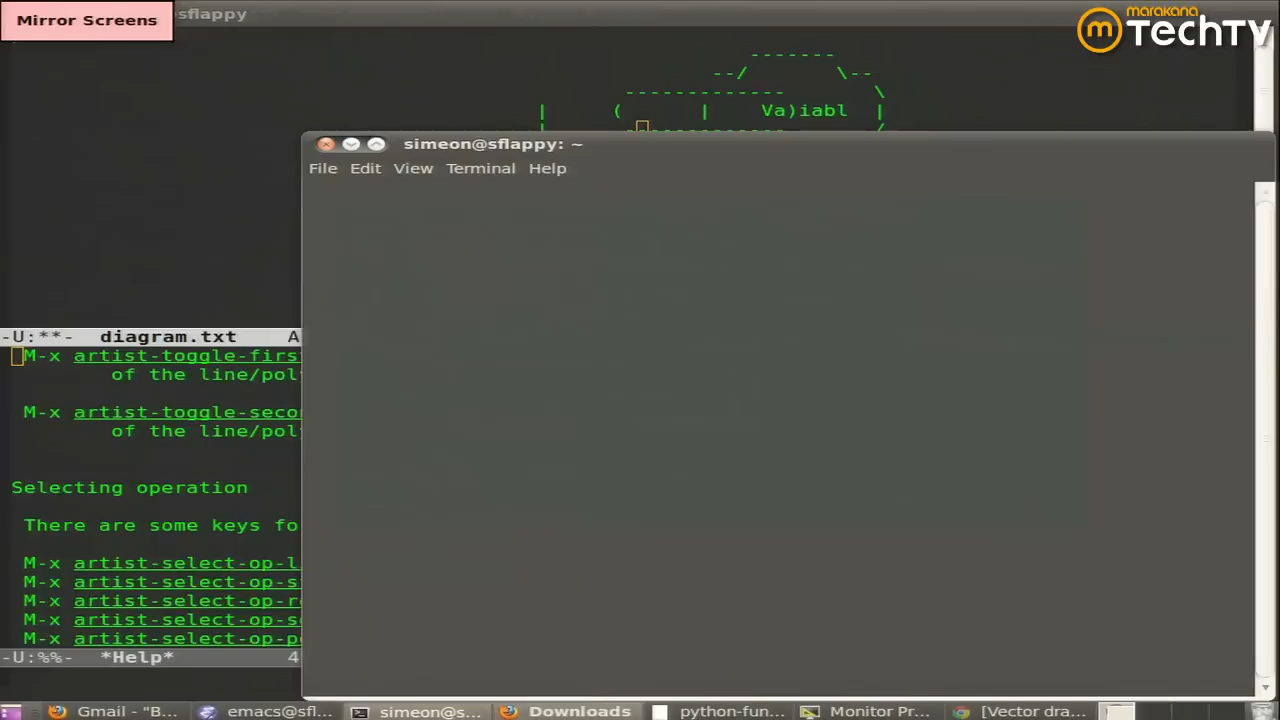 Mirror Screens
sflappy
marakana
TechTV
-------
--/ \--
------------- \
| ( | Va)iabl |
simeon@sflappy: ~
File Edit View Terminal Help
-U:**- diagram.txt A
M-x artist-toggle-firs
of the line/pol
M-x artist-toggle-seco
of the line/pol
Selecting operation
There are some keys fo
M-x artist-select-op-l
M-x artist-select-op-s
M-x artist-select-op-r
M-x artist-select-op-s
M-x artist-select-op-p
-U:%%- *Help* 4
Gmail - "B... emacs@sfl... simeon@s... Downloads python-fun... Monitor Pr... [Vector dra...